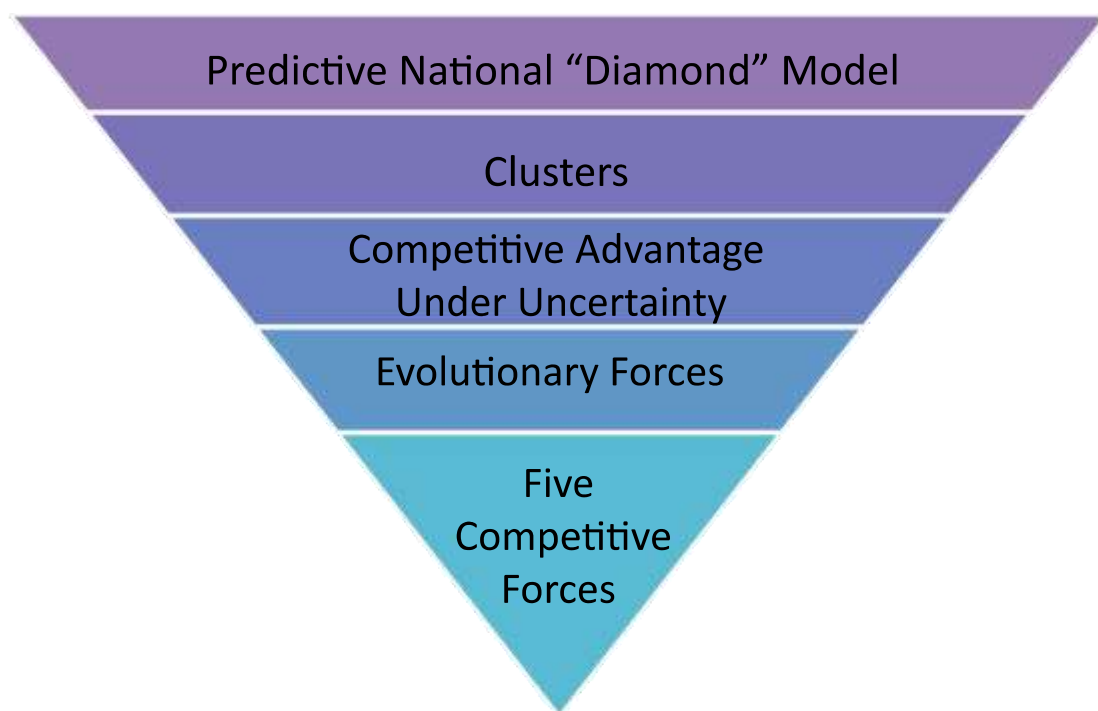 Predictive National “Diamond” Model
Clusters
Competitive Advantage
Under Uncertainty
Evolutionary Forces
Five
Competitive
Forces